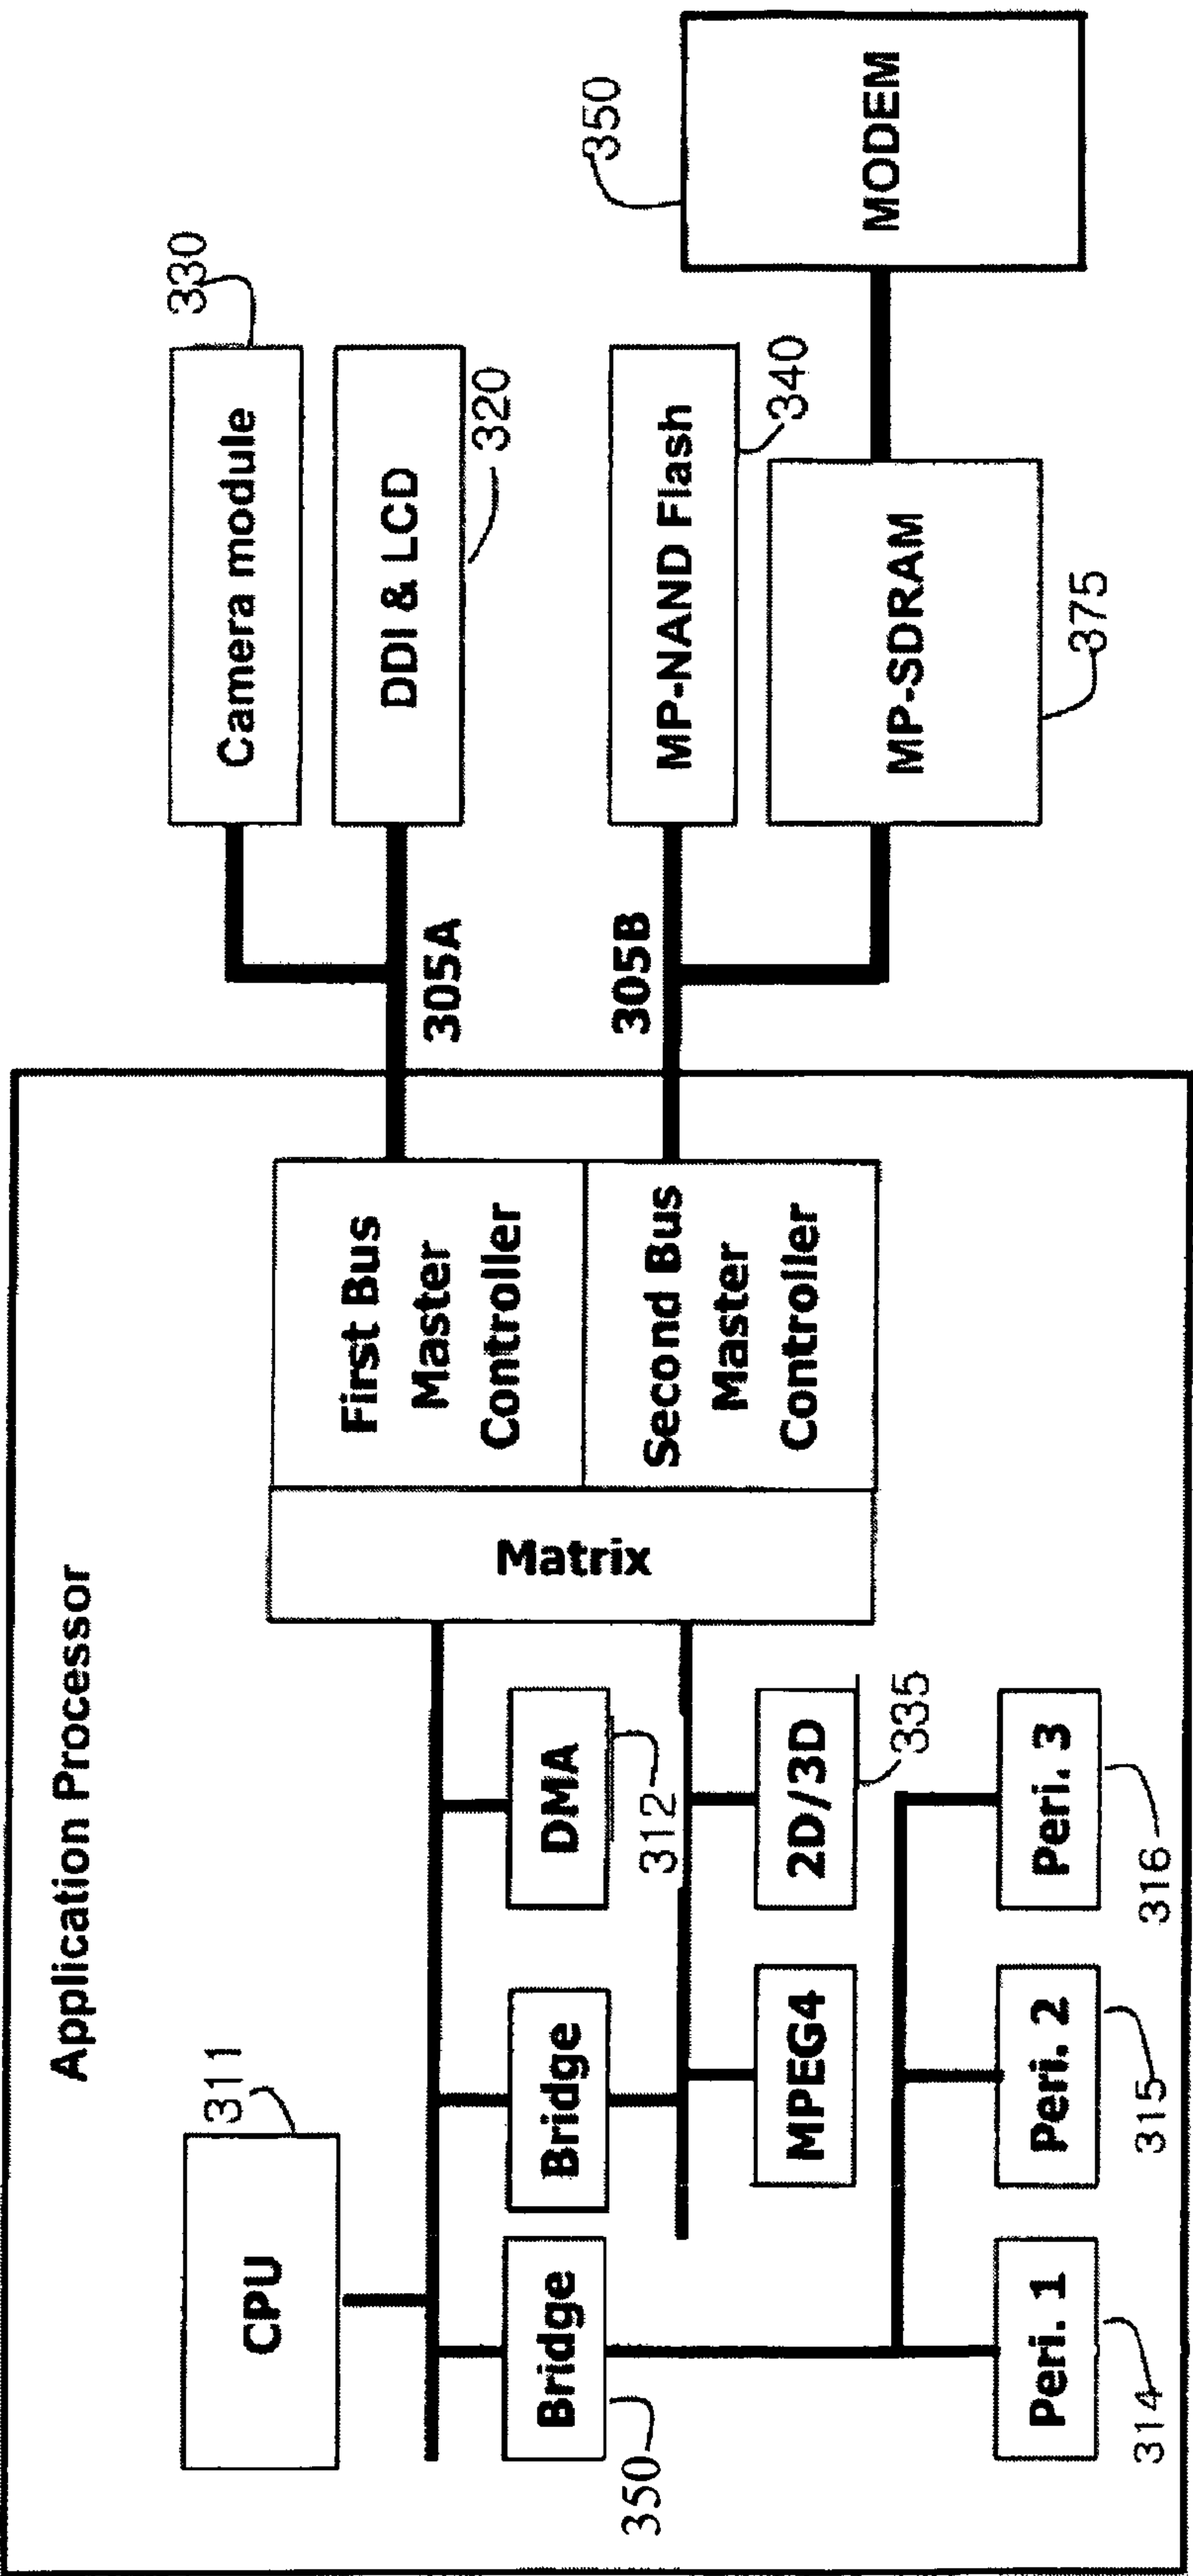 Application Processor
CPU
311
Bridge
350
Bridge
DMA
312
MPEG4
2D/3D
335
Peri. 1
314
Peri. 2
315
Peri. 3
316
Matrix
First Bus
Master
Controller
Second Bus
Master
Controller
305A
305B
Camera module
330
DDI & LCD
320
MP-NAND Flash
340
MP-SDRAM
375
MODEM
350